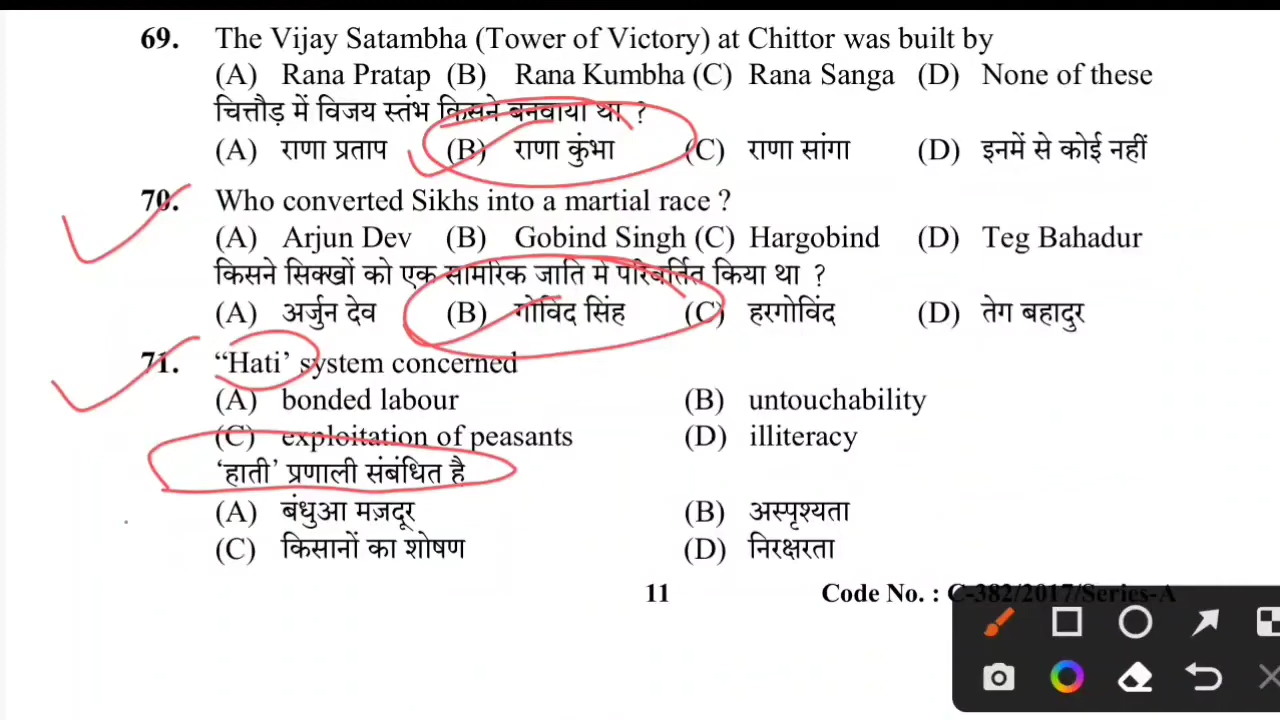 69. The Vijay Satambha (Tower of Victory) at Chittor was built by
(A) Rana Pratap (B) Rana Kumbha (C) Rana Sanga (D) None of these
चित्तौड़ में विजय स्तंभ किसने बनवाया था ?
(A) राणा प्रताप (B) राणा कुंभा (C) राणा सांगा (D) इनमें से कोई नहीं
70. Who converted Sikhs into a martial race ?
(A) Arjun Dev (B) Gobind Singh (C) Hargobind (D) Teg Bahadur
किसने सिक्खों को एक सामरिक जाति में परिवर्तित किया था ?
(A) अर्जुन देव (B) गोविंद सिंह (C) हरगोविंद (D) तेग बहादुर
71. “Hati’ system concerned
(A) bonded labour (B) untouchability
(C) exploitation of peasants (D) illiteracy
‘हाती’ प्रणाली संबंधित है
(A) बंधुआ मज़दूर (B) अस्पृश्यता
(C) किसानों का शोषण (D) निरक्षरता
11 Code No. : C-382/2017/Series-A